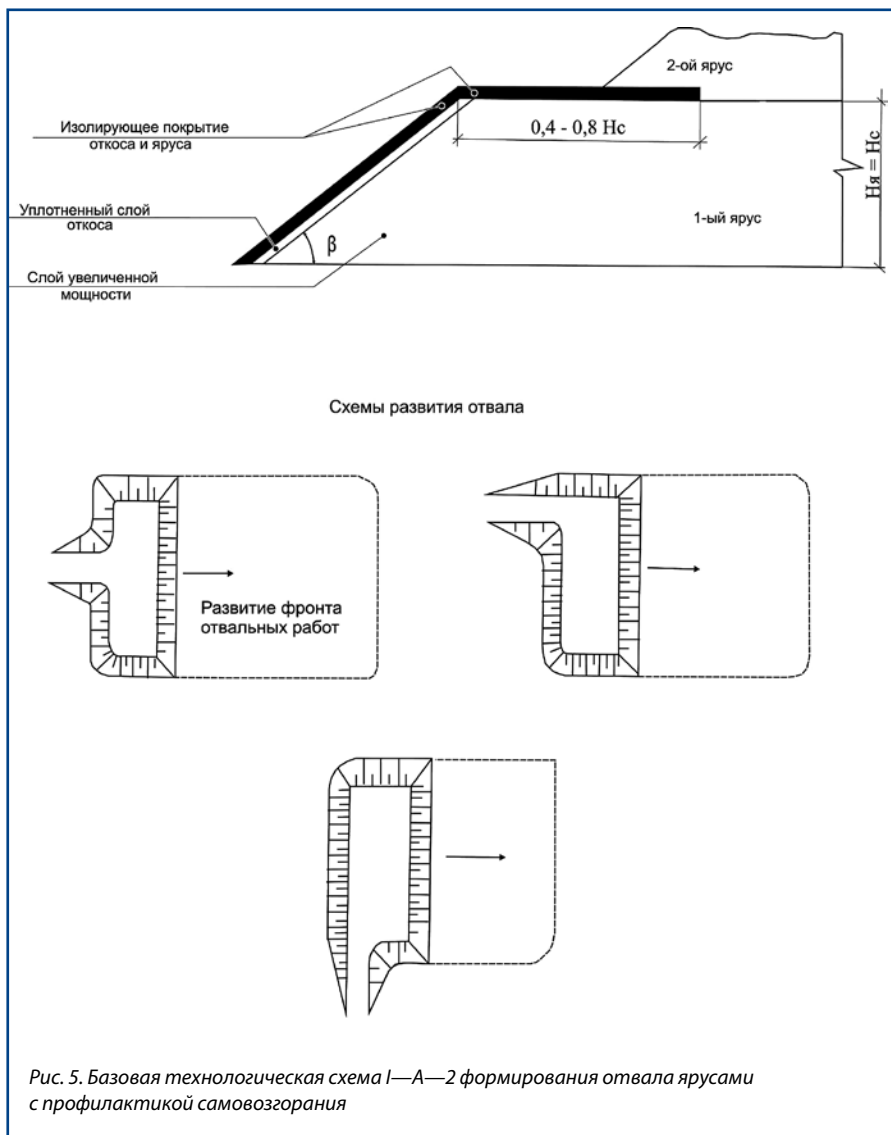 2-ой ярус
Изолирующее покрытие
откоса и яруса
0,4 - 0,8 Нс
Ня = Нс
Уплотненный слой
откоса
1-ый ярус
β
Слой увеличенной
мощности
Схемы развития отвала
Развитие фронта
отвальных работ
Рис. 5. Базовая технологическая схема I—А—2 формирования отвала ярусами
с профилактикой самовозгорания